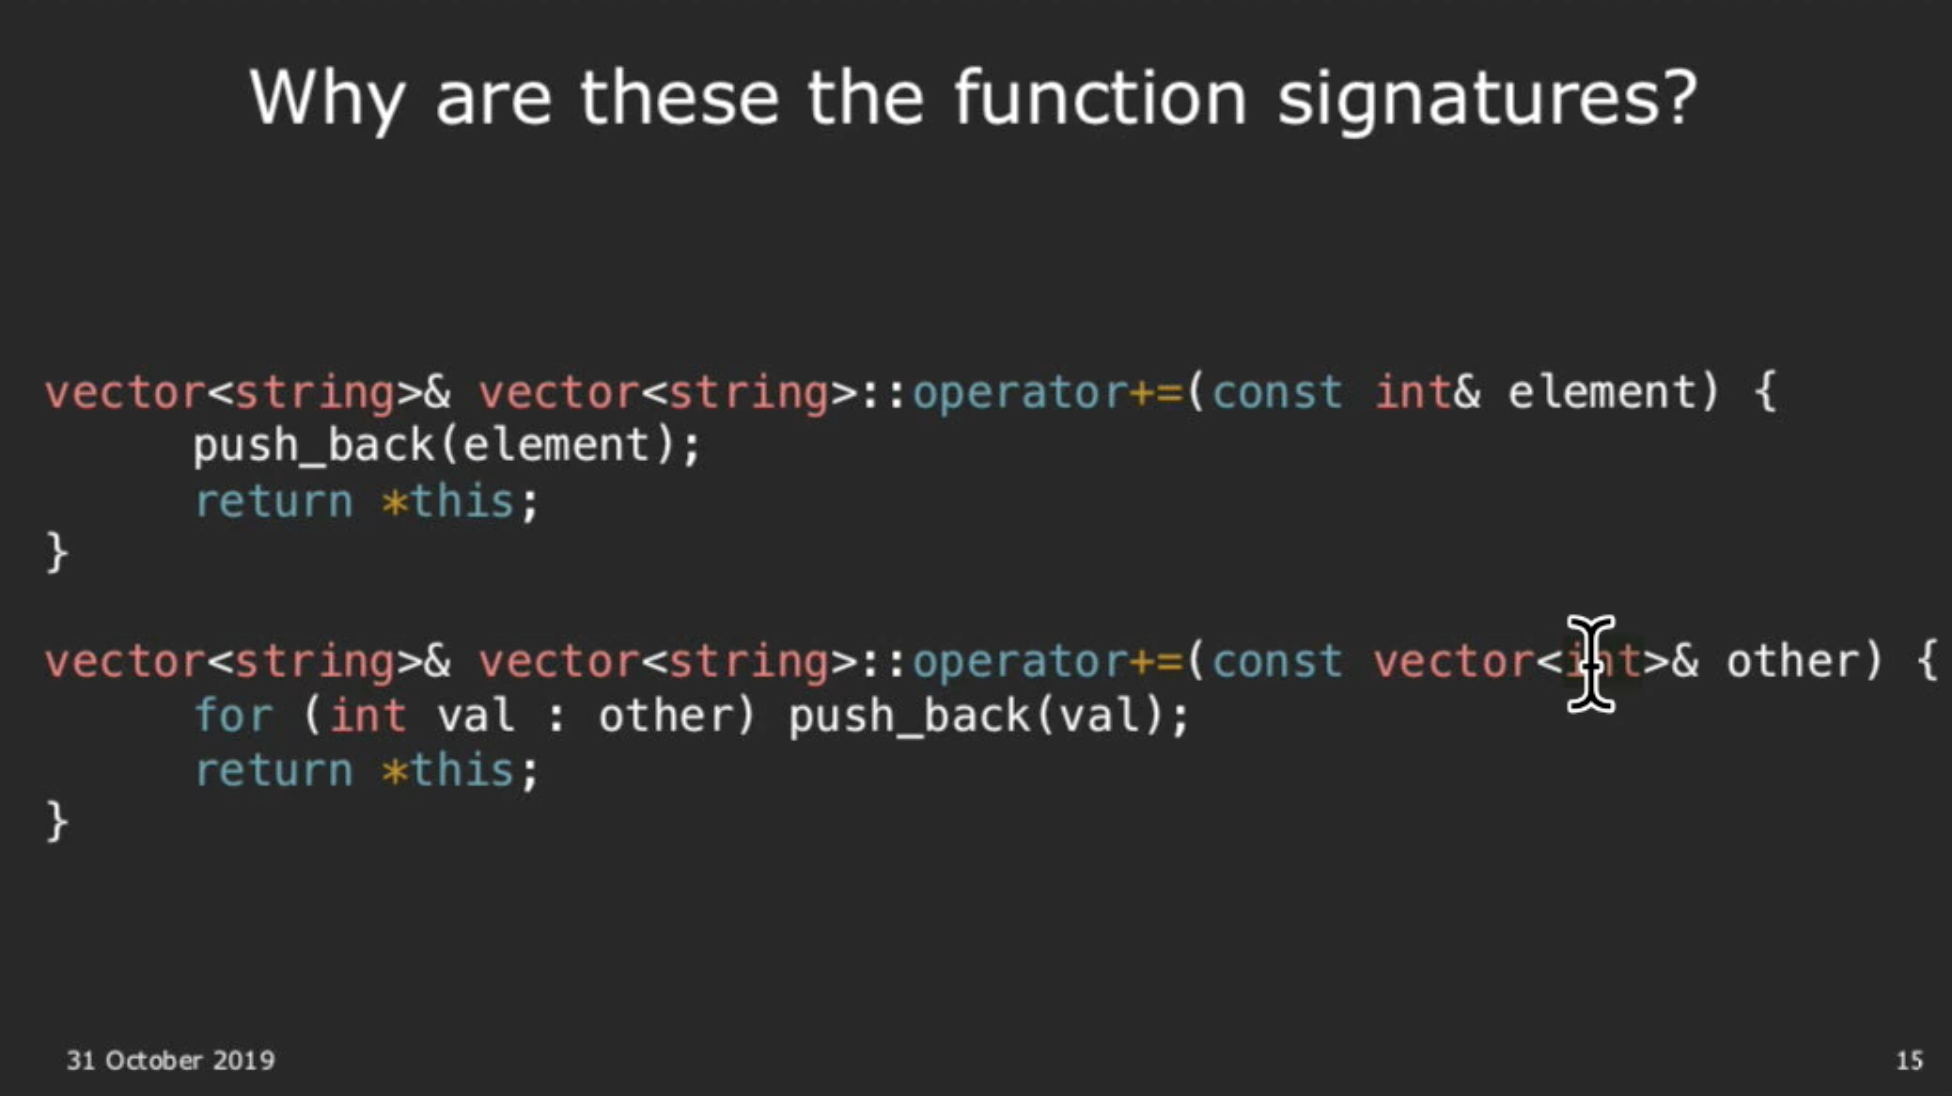 Why are these the function signatures?
vector<string>& vector<string>::operator+=(const int& element) {
push_back(element);
return *this;
}
vector<string>& vector<string>::operator+=(const vector<int>& other) {
for (int val : other) push_back(val);
return *this;
}
31 October 2019
15